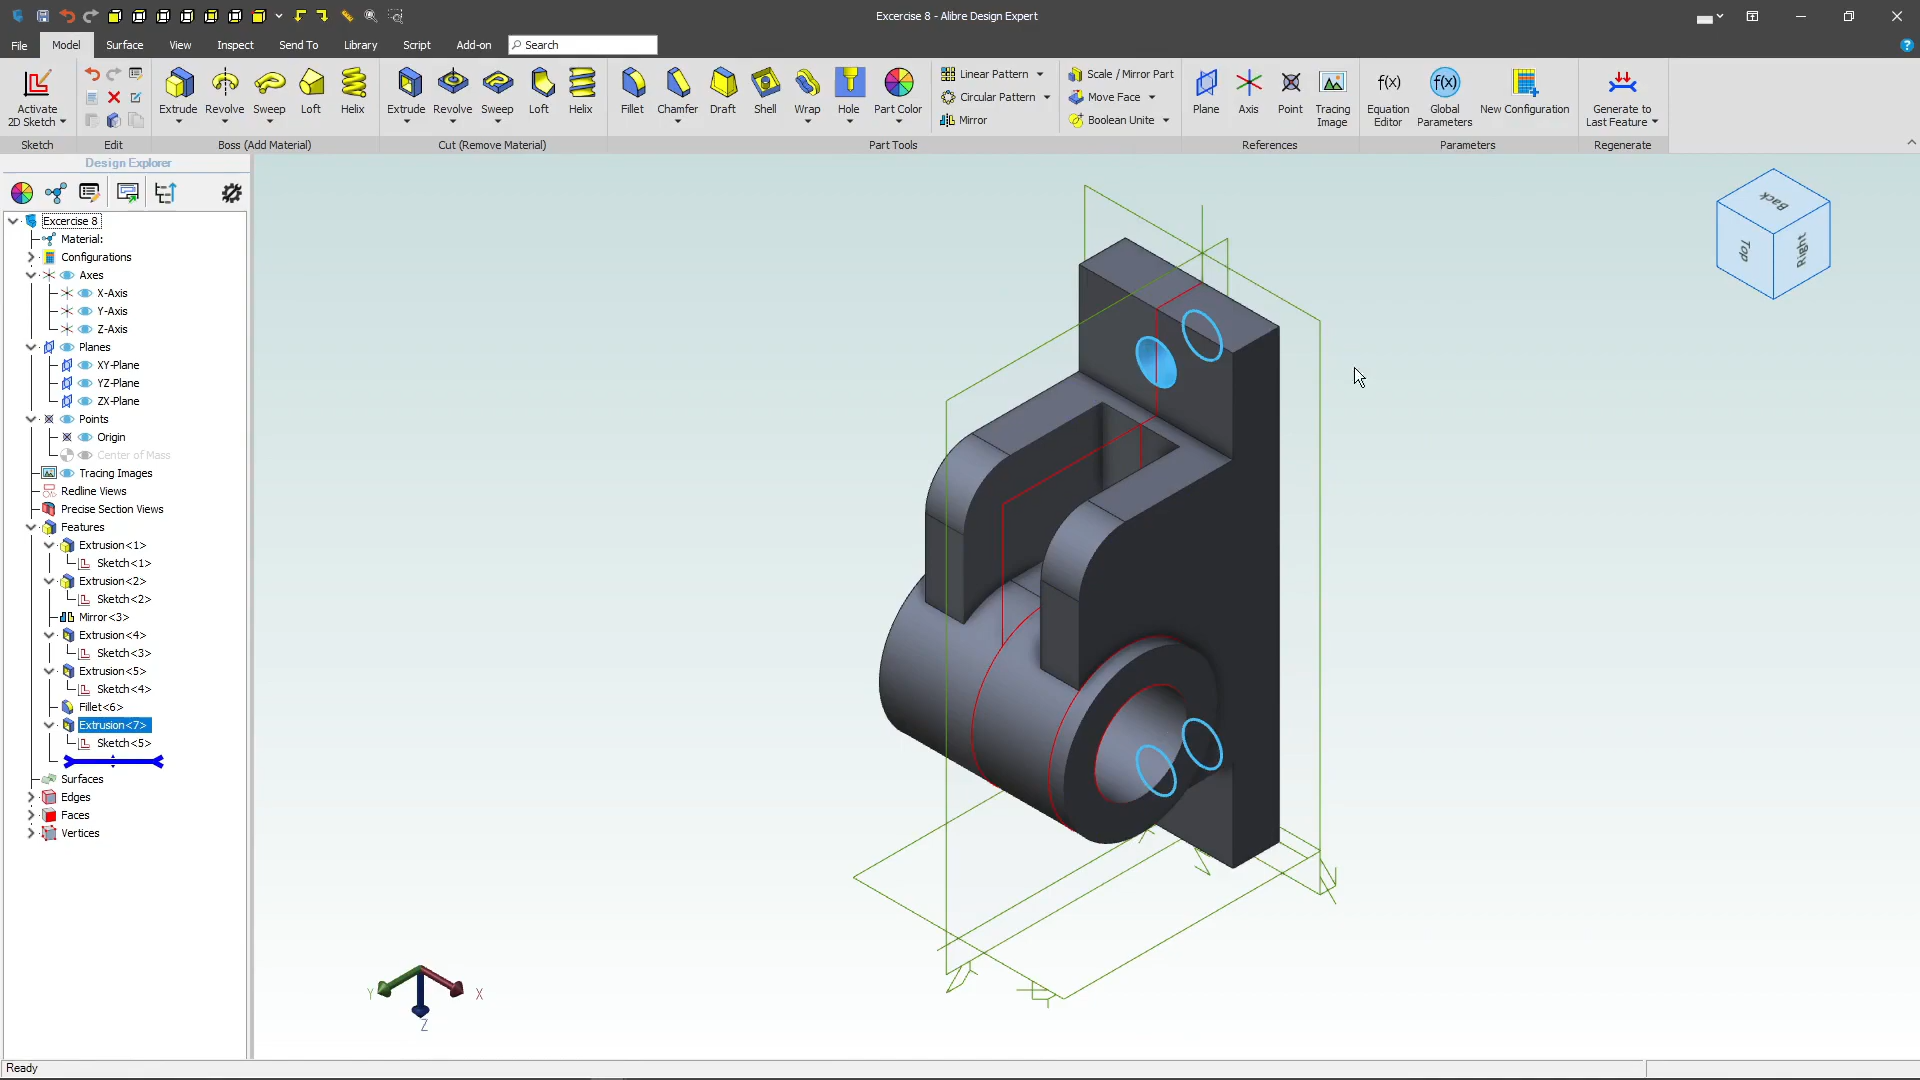 Excercise 8 - Alibre Design Expert
File Model Surface View Inspect Send To Library Script Add-on Search
Activate
2D Sketch
Extrude Revolve Sweep Loft Helix
Extrude Revolve Sweep Loft Helix
Fillet Chamfer Draft Shell Wrap Hole Part Color
Linear Pattern
Circular Pattern
Mirror
Scale / Mirror Part
Move Face
Boolean Unite
Plane Axis Point Tracing
Image
f(x) Equation
Editor
f(x) Global
Parameters
New Configuration
Generate to
Last Feature
Sketch Edit Boss (Add Material) Cut (Remove Material) Part Tools References Parameters Regenerate
Design Explorer
Excercise 8
Material:
Configurations
Axes
X-Axis
Y-Axis
Z-Axis
Planes
XY-Plane
YZ-Plane
ZX-Plane
Points
Origin
Center of Mass
Tracing Images
Redline Views
Precise Section Views
Features
Extrusion<1>
Sketch<1>
Extrusion<2>
Sketch<2>
Mirror<3>
Extrusion<4>
Sketch<3>
Extrusion<5>
Sketch<4>
Fillet<6>
Extrusion<7>
Sketch<5>
Surfaces
Edges
Faces
Vertices
Back
Top
Right
Y
X
Z
Ready